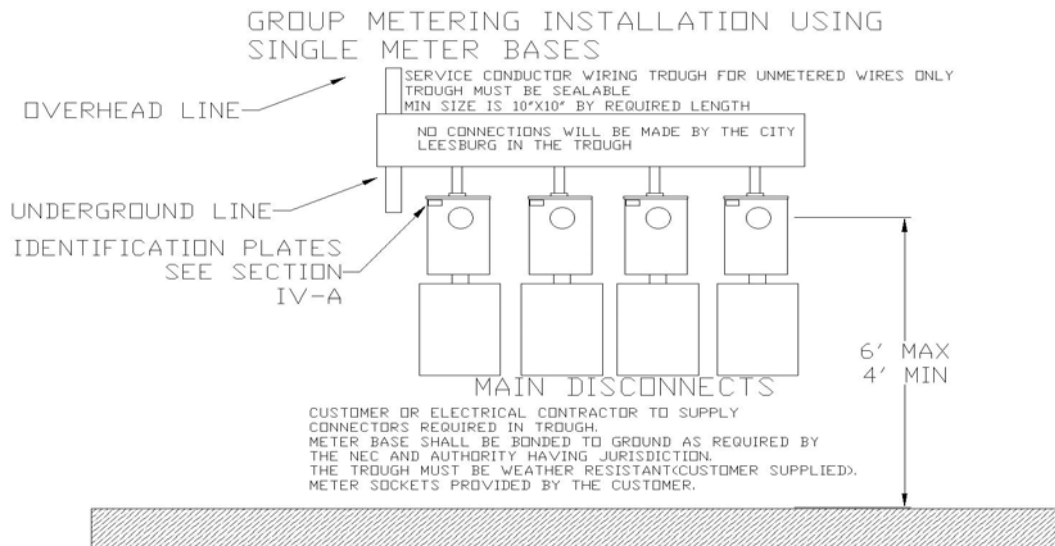 GROUP METERING INSTALLATION USING
SINGLE METER BASES
SERVICE CONDUCTOR WIRING TROUGH FOR UNMETERED WIRES ONLY
TROUGH MUST BE SEALABLE
MIN SIZE IS 10"X10" BY REQUIRED LENGTH
OVERHEAD LINE
NO CONNECTIONS WILL BE MADE BY THE CITY
LEESBURG IN THE TROUGH
UNDERGROUND LINE
IDENTIFICATION PLATES
SEE SECTION
IV-A
6' MAX
4' MIN
MAIN DISCONNECTS
CUSTOMER OR ELECTRICAL CONTRACTOR TO SUPPLY
CONNECTORS REQUIRED IN TROUGH.
METER BASE SHALL BE BONDED TO GROUND AS REQUIRED BY
THE NEC AND AUTHORITY HAVING JURISDICTION.
THE TROUGH MUST BE WEATHER RESISTANT(CUSTOMER SUPPLIED).
METER SOCKETS PROVIDED BY THE CUSTOMER.